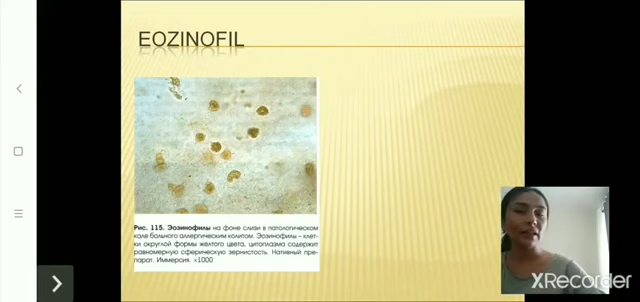 EOZINOFIL
Рис. 115. Эозинофилы на фоне слизи в патологическом
кале больного аллергическим колитом. Эозинофилы – клет-
ки округлой формы желтого цвета, цитоплазма содержит
равномерную сферическую зернистость. Нативный пре-
парат. Иммерсия. ×1000
XRecorder